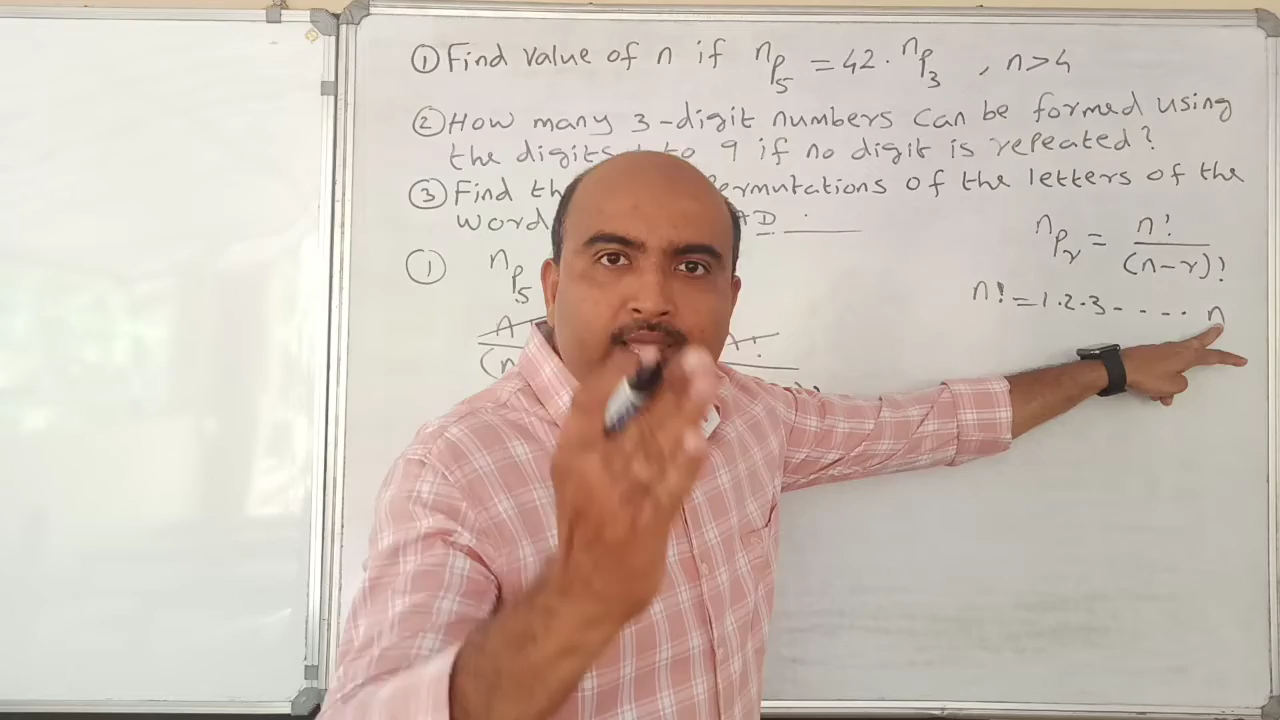 ① Find value of n if nP5 = 42. nP3 , n>4
② How many 3-digit numbers can be formed using
the digits to 9 if no digit is repeated?
③ Find ermutations of the letters of the
word AD .
nPr = n! / (n-r)!
n! = 1.2.3 - - - - - n
① nP5